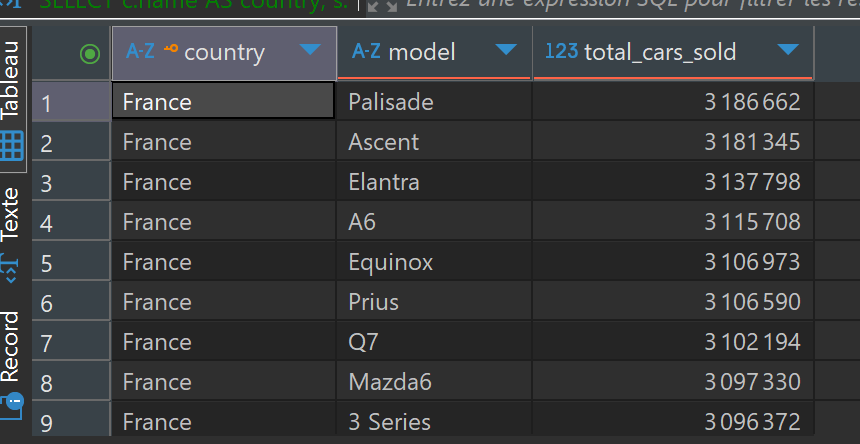 SELECT c.name AS country, s.
Entrez une expression SQL pour filtrer les re
Tableau
Texte
Record
A-Z country A-Z model 123 total_cars_sold
1 France Palisade 3 186 662
2 France Ascent 3 181 345
3 France Elantra 3 137 798
4 France A6 3 115 708
5 France Equinox 3 106 973
6 France Prius 3 106 590
7 France Q7 3 102 194
8 France Mazda6 3 097 330
9 France 3 Series 3 096 372